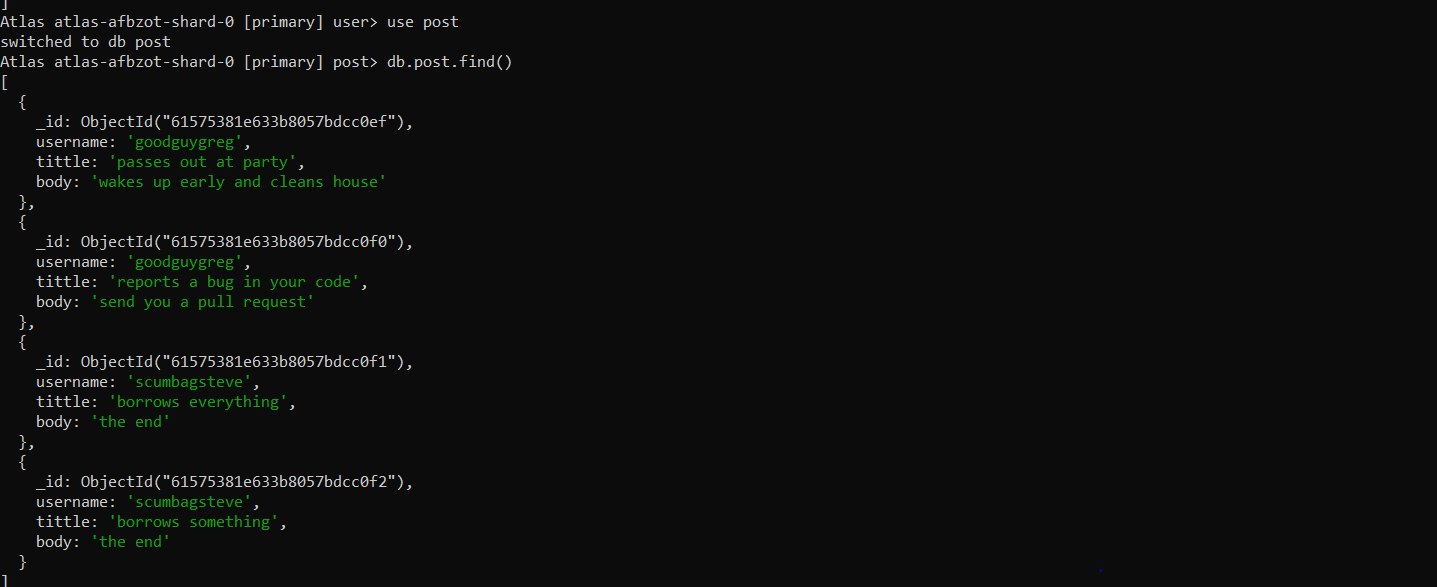 ]
Atlas atlas-afbzot-shard-0 [primary] user> use post
switched to db post
Atlas atlas-afbzot-shard-0 [primary] post> db.post.find()
[
  {
    _id: ObjectId("61575381e633b8057bdcc0ef"),
    username: 'goodguygreg',
    tittle: 'passes out at party',
    body: 'wakes up early and cleans house'
  },
  {
    _id: ObjectId("61575381e633b8057bdcc0f0"),
    username: 'goodguygreg',
    tittle: 'reports a bug in your code',
    body: 'send you a pull request'
  },
  {
    _id: ObjectId("61575381e633b8057bdcc0f1"),
    username: 'scumbagsteve',
    tittle: 'borrows everything',
    body: 'the end'
  },
  {
    _id: ObjectId("61575381e633b8057bdcc0f2"),
    username: 'scumbagsteve',
    tittle: 'borrows something',
    body: 'the end'
  }
]